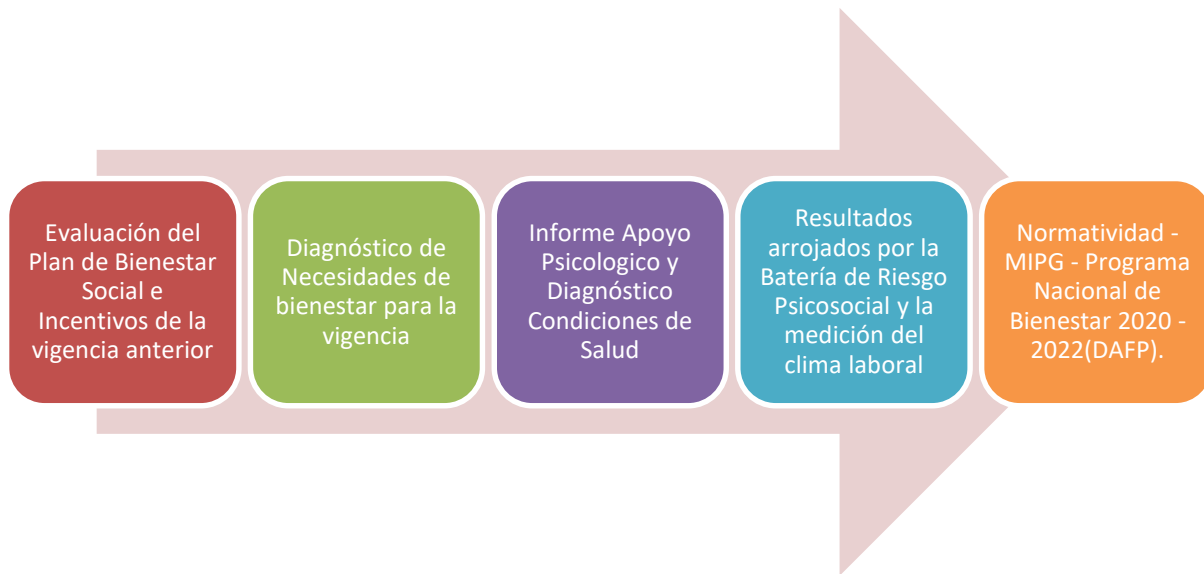 Evaluación del
Plan de Bienestar
Social e
Incentivos de la
vigencia anterior
Diagnóstico de
Necesidades de
bienestar para la
vigencia
Informe Apoyo
Psicologico y
Diagnóstico
Condiciones de
Salud
Resultados
arrojados por la
Batería de Riesgo
Psicosocial y la
medición del
clima laboral
Normatividad -
MIPG - Programa
Nacional de
Bienestar 2020 -
2022(DAFP).